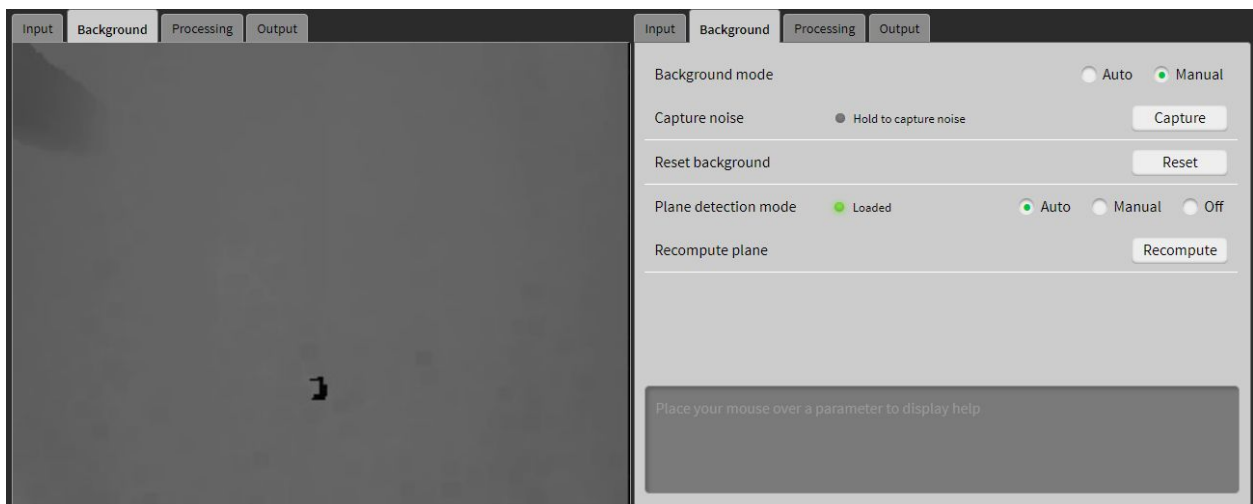 Input Background Processing Output
Input Background Processing Output
Background mode Auto Manual
Capture noise Hold to capture noise Capture
Reset background Reset
Plane detection mode Loaded Auto Manual Off
Recompute plane Recompute
Place your mouse over a parameter to display help